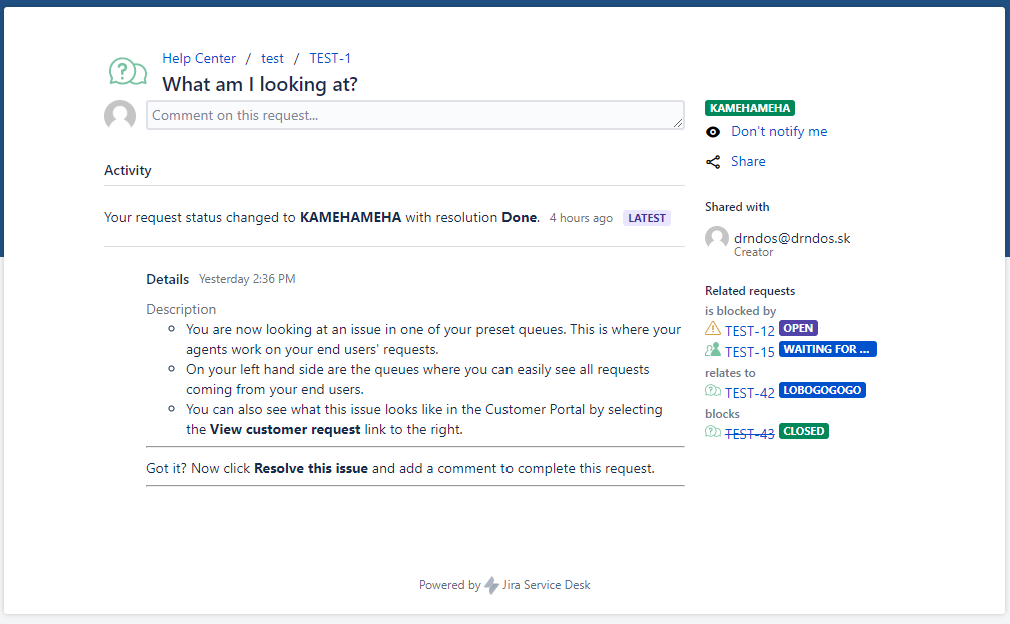 Help Center / test / TEST-1
What am I looking at?
Comment on this request...
Activity
Your request status changed to KAMEHAMEHA with resolution Done. 4 hours ago LATEST
Details Yesterday 2:36 PM
Description
You are now looking at an issue in one of your preset queues. This is where your
agents work on your end users' requests.
On your left hand side are the queues where you can easily see all requests
coming from your end users.
You can also see what this issue looks like in the Customer Portal by selecting
the View customer request link to the right.
Got it? Now click Resolve this issue and add a comment to complete this request.
KAMEHAMEHA
Don't notify me
Share
Shared with
drndos@drndos.sk
Creator
Related requests
is blocked by
TEST-12 OPEN
TEST-15 WAITING FOR ...
relates to
TEST-42 LOBOGOGOGO
blocks
TEST-43 CLOSED
Powered by Jira Service Desk